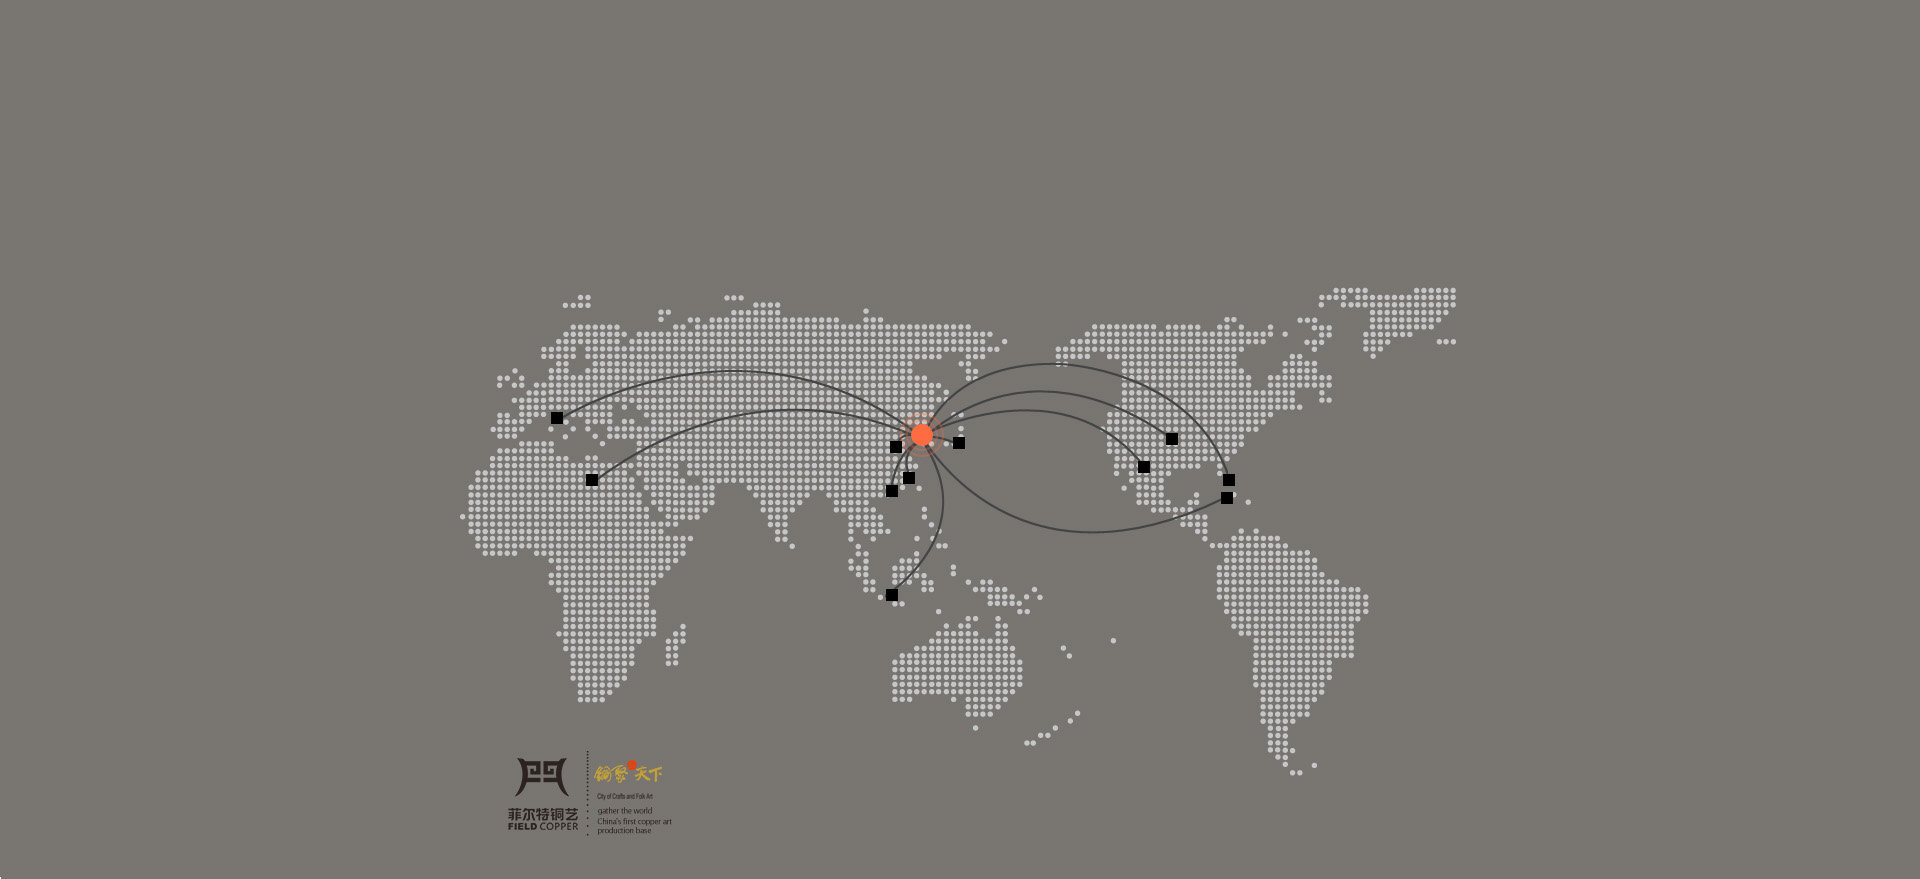 铜聚天下
City of Crafts and Folk Art
gather the world
China's first copper art
production base
菲尔特铜艺
FIELD COPPER